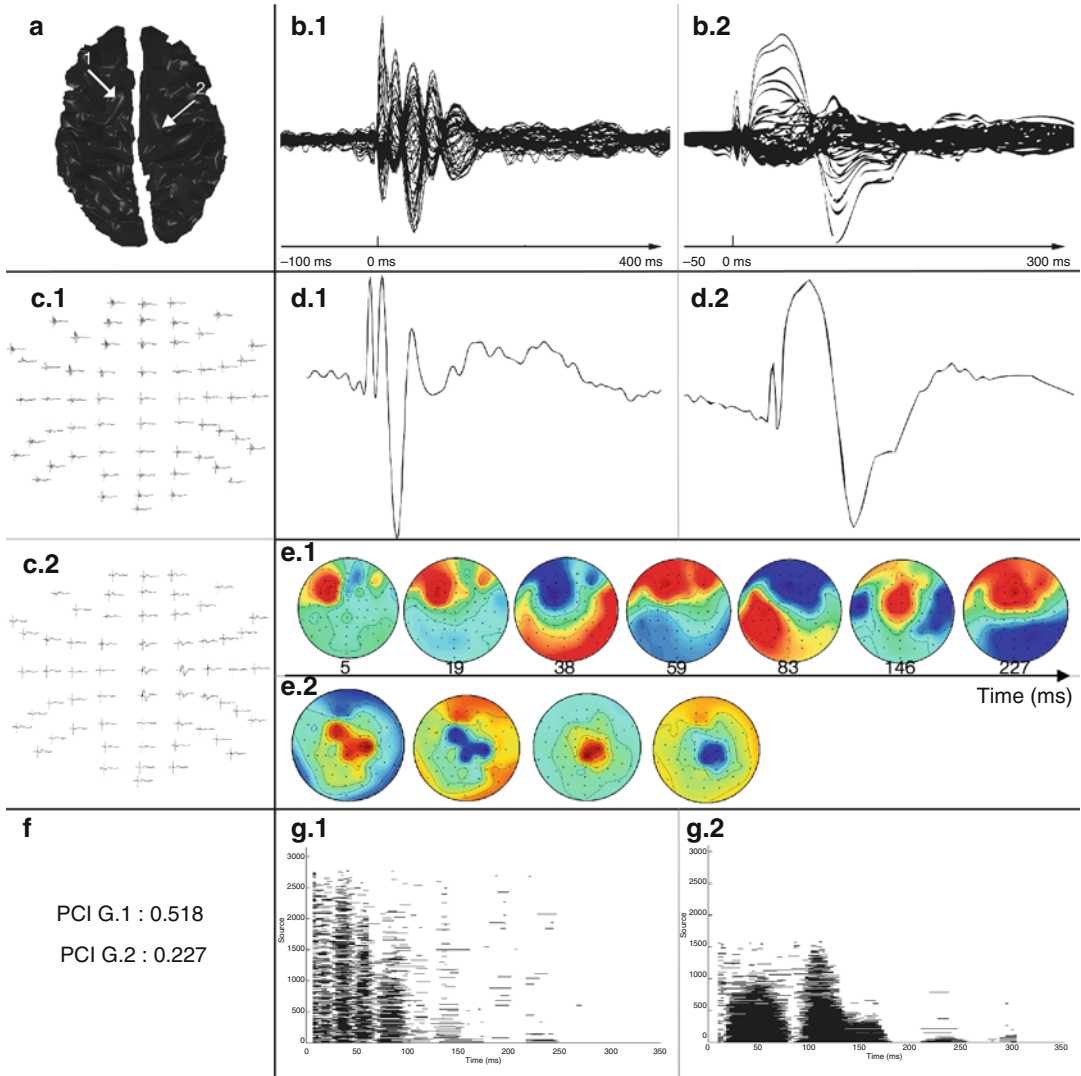 a
1
2
b.1
–100 ms 0 ms 400 ms
b.2
–50 0 ms 300 ms
c.1
d.1
d.2
c.2
e.1
5 19 38 59 83 146 227
Time (ms)
e.2
f
PCI G.1 : 0.518
PCI G.2 : 0.227
g.1
3000
2500
2000
1500
1000
500
0
Source
0 50 100 150 200 250 300 350
Time (ms)
g.2
3000
2500
2000
1500
1000
500
0
Source
0 50 100 150 200 250 300 350
Time (ms)